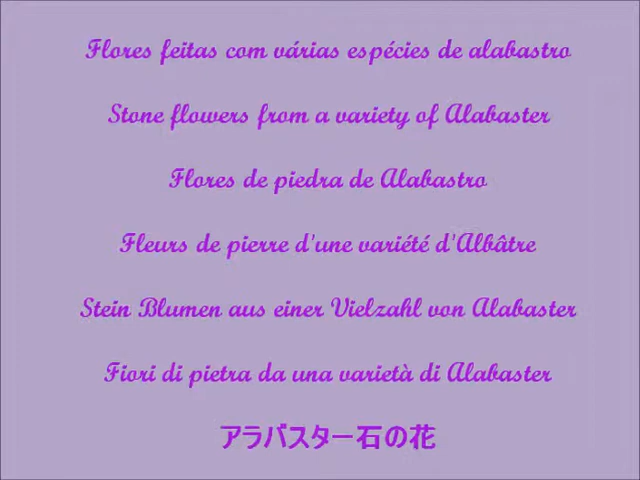 Flores feitas com várias espécies de alabastro
Stone flowers from a variety of Alabaster
Flores de piedra de Alabastro
Fleurs de pierre d'une variété d'Albâtre
Stein Blumen aus einer Vielzahl von Alabaster
Fiori di pietra da una varietà di Alabaster
アラバスター石の花